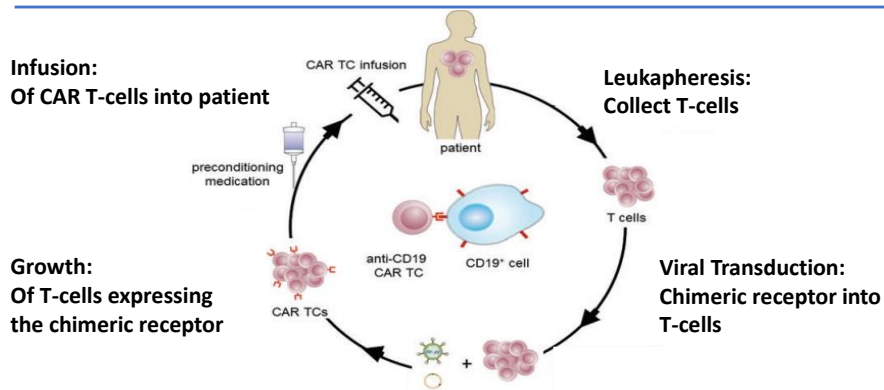 Infusion:
Of CAR T-cells into patient
CAR TC infusion
patient
Leukapheresis:
Collect T-cells
T cells
preconditioning
medication
anti-CD19
CAR TC
CD19⁺ cell
Growth:
Of T-cells expressing
the chimeric receptor
CAR TCs
+
Viral Transduction:
Chimeric receptor into
T-cells